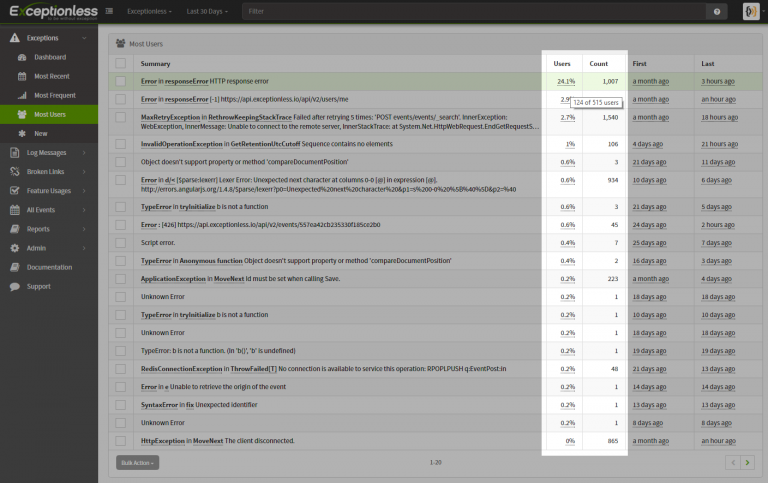 Exceptionless
to be without exception
Exceptionless
Last 30 Days
Filter
Exceptions
Dashboard
Most Recent
Most Frequent
Most Users
New
Log Messages
Broken Links
Feature Usages
All Events
Reports
Admin
Documentation
Support
Most Users
Summary Users Count First Last
Error in responseError HTTP response error 24.1% 1,007 a month ago 3 hours ago
Error in responseError [-1] https://api.exceptionless.io/api/v2/users/me 2.9% a month ago an hour ago
124 of 515 users
MaxRetryException in RethrowKeepingStackTrace Failed after retrying 5 times: 'POST events/events/_search'. InnerException: 2.7% 1,540 a month ago 18 hours ago
WebException, InnerMessage: Unable to connect to the remote server, InnerStackTrace: at System.Net.HttpWebRequest.EndGetRequestS...
InvalidOperationException in GetRetentionUtcCutoff Sequence contains no elements 1% 106 4 days ago 21 hours ago
Object doesn't support property or method 'compareDocumentPosition' 0.6% 3 21 days ago 11 days ago
Error in d/< [$parse:lexerr] Lexer Error: Unexpected next character at columns 0-0 [@] in expression [@]. 0.6% 934 10 days ago 6 days ago
http://errors.angularjs.org/1.4.8/$parse/lexerr?p0=Unexpected%20next%20character%20&p1=s%200-0%20%5B%40%5D&p2=%40
TypeError in tryInitialize b is not a function 0.6% 3 21 days ago 5 days ago
Error : [426] https://api.exceptionless.io/api/v2/events/557ea42cb235330f185ce2b0 0.6% 45 24 days ago 2 hours ago
Script error. 0.4% 7 25 days ago 7 days ago
TypeError in Anonymous function Object doesn't support property or method 'compareDocumentPosition' 0.4% 2 16 days ago 3 days ago
ApplicationException in MoveNext Id must be set when calling Save. 0.2% 223 a month ago 4 days ago
Unknown Error 0.2% 1 18 days ago 18 days ago
TypeError in tryInitialize b is not a function 0.2% 1 10 days ago 10 days ago
Unknown Error 0.2% 1 18 days ago 18 days ago
TypeError: b is not a function. (In 'b()', 'b' is undefined) 0.2% 1 19 days ago 19 days ago
RedisConnectionException in ThrowFailed[T] No connection is available to service this operation: RPOPLPUSH q:EventPost:in 0.2% 48 21 days ago 13 days ago
Error in e Unable to retrieve the origin of the event 0.2% 1 14 days ago 14 days ago
SyntaxError in fix Unexpected identifier 0.2% 1 13 days ago 13 days ago
Unknown Error 0.2% 1 8 days ago 8 days ago
HttpException in MoveNext The client disconnected. 0% 865 a month ago an hour ago
Bulk Action
1-20